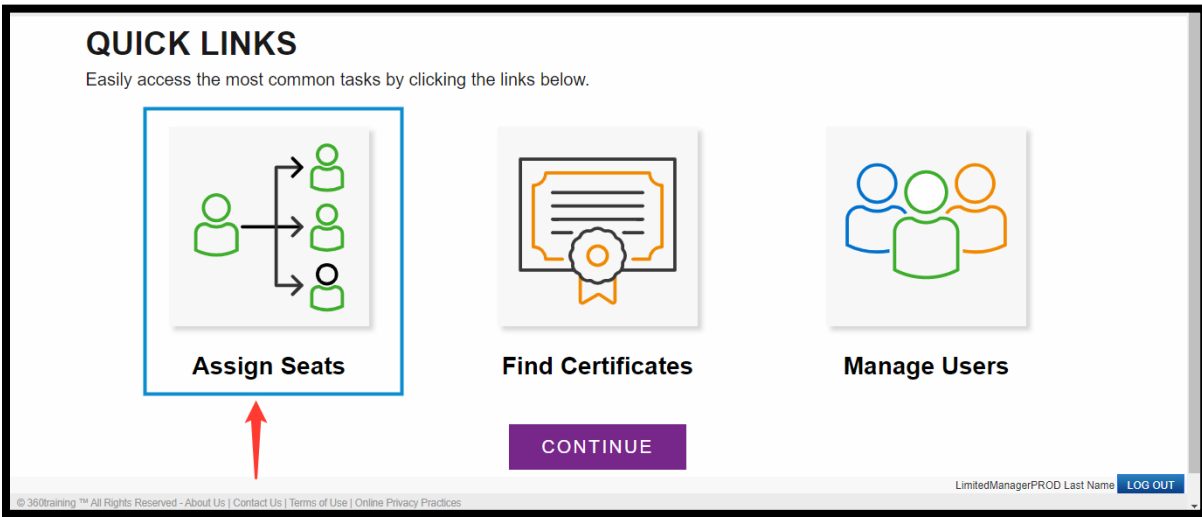 QUICK LINKS
Easily access the most common tasks by clicking the links below.
Assign Seats
Find Certificates
Manage Users
CONTINUE
LimitedManagerPROD Last Name LOG OUT
© 360training ™ All Rights Reserved - About Us | Contact Us | Terms of Use | Online Privacy Practices